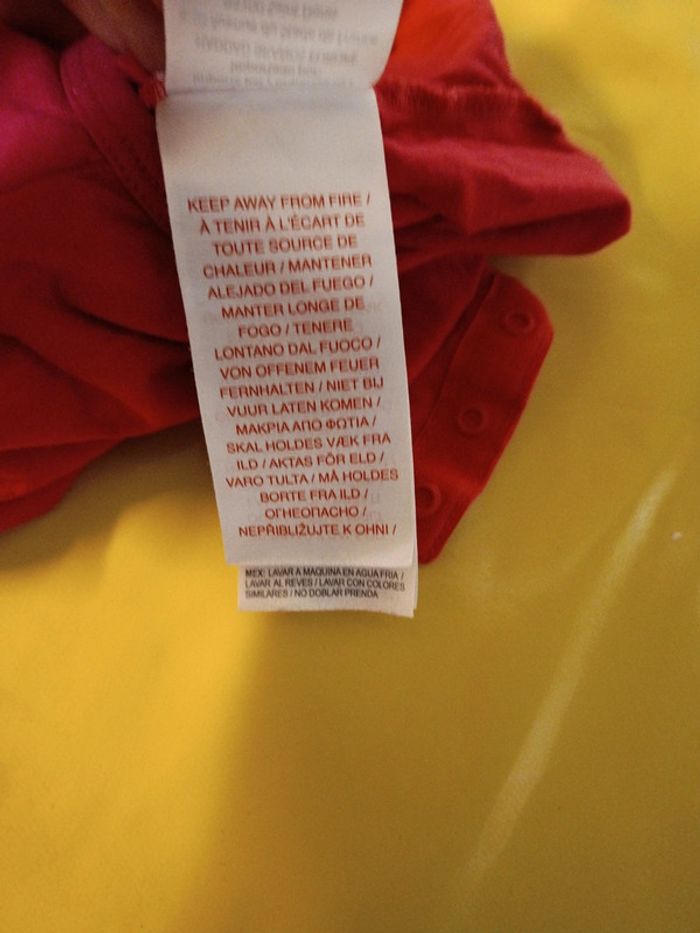 KEEP AWAY FROM FIRE /
À TENIR À L'ÉCART DE
TOUTE SOURCE DE
CHALEUR / MANTENER
ALEJADO DEL FUEGO /
MANTER LONGE DE
FOGO / TENERE
LONTANO DAL FUOCO /
VON OFFENEM FEUER
FERNHALTEN / NIET BIJ
VUUR LATEN KOMEN /
ΜΑΚΡΙΑ ΑΠΟ ΦΩΤΙΑ /
SKAL HOLDES VÆK FRA
ILD / AKTAS FÖR ELD /
VARO TULTA / MÅ HOLDES
BORTE FRA ILD /
ОГНЕОПАСНО /
NEPŘIBLIŽUJTE K OHNI /
MEX: LAVAR A MAQUINA EN AGUA FRIA /
LAVAR AL REVES / LAVAR CON COLORES
SIMILARES / NO DOBLAR PRENDA